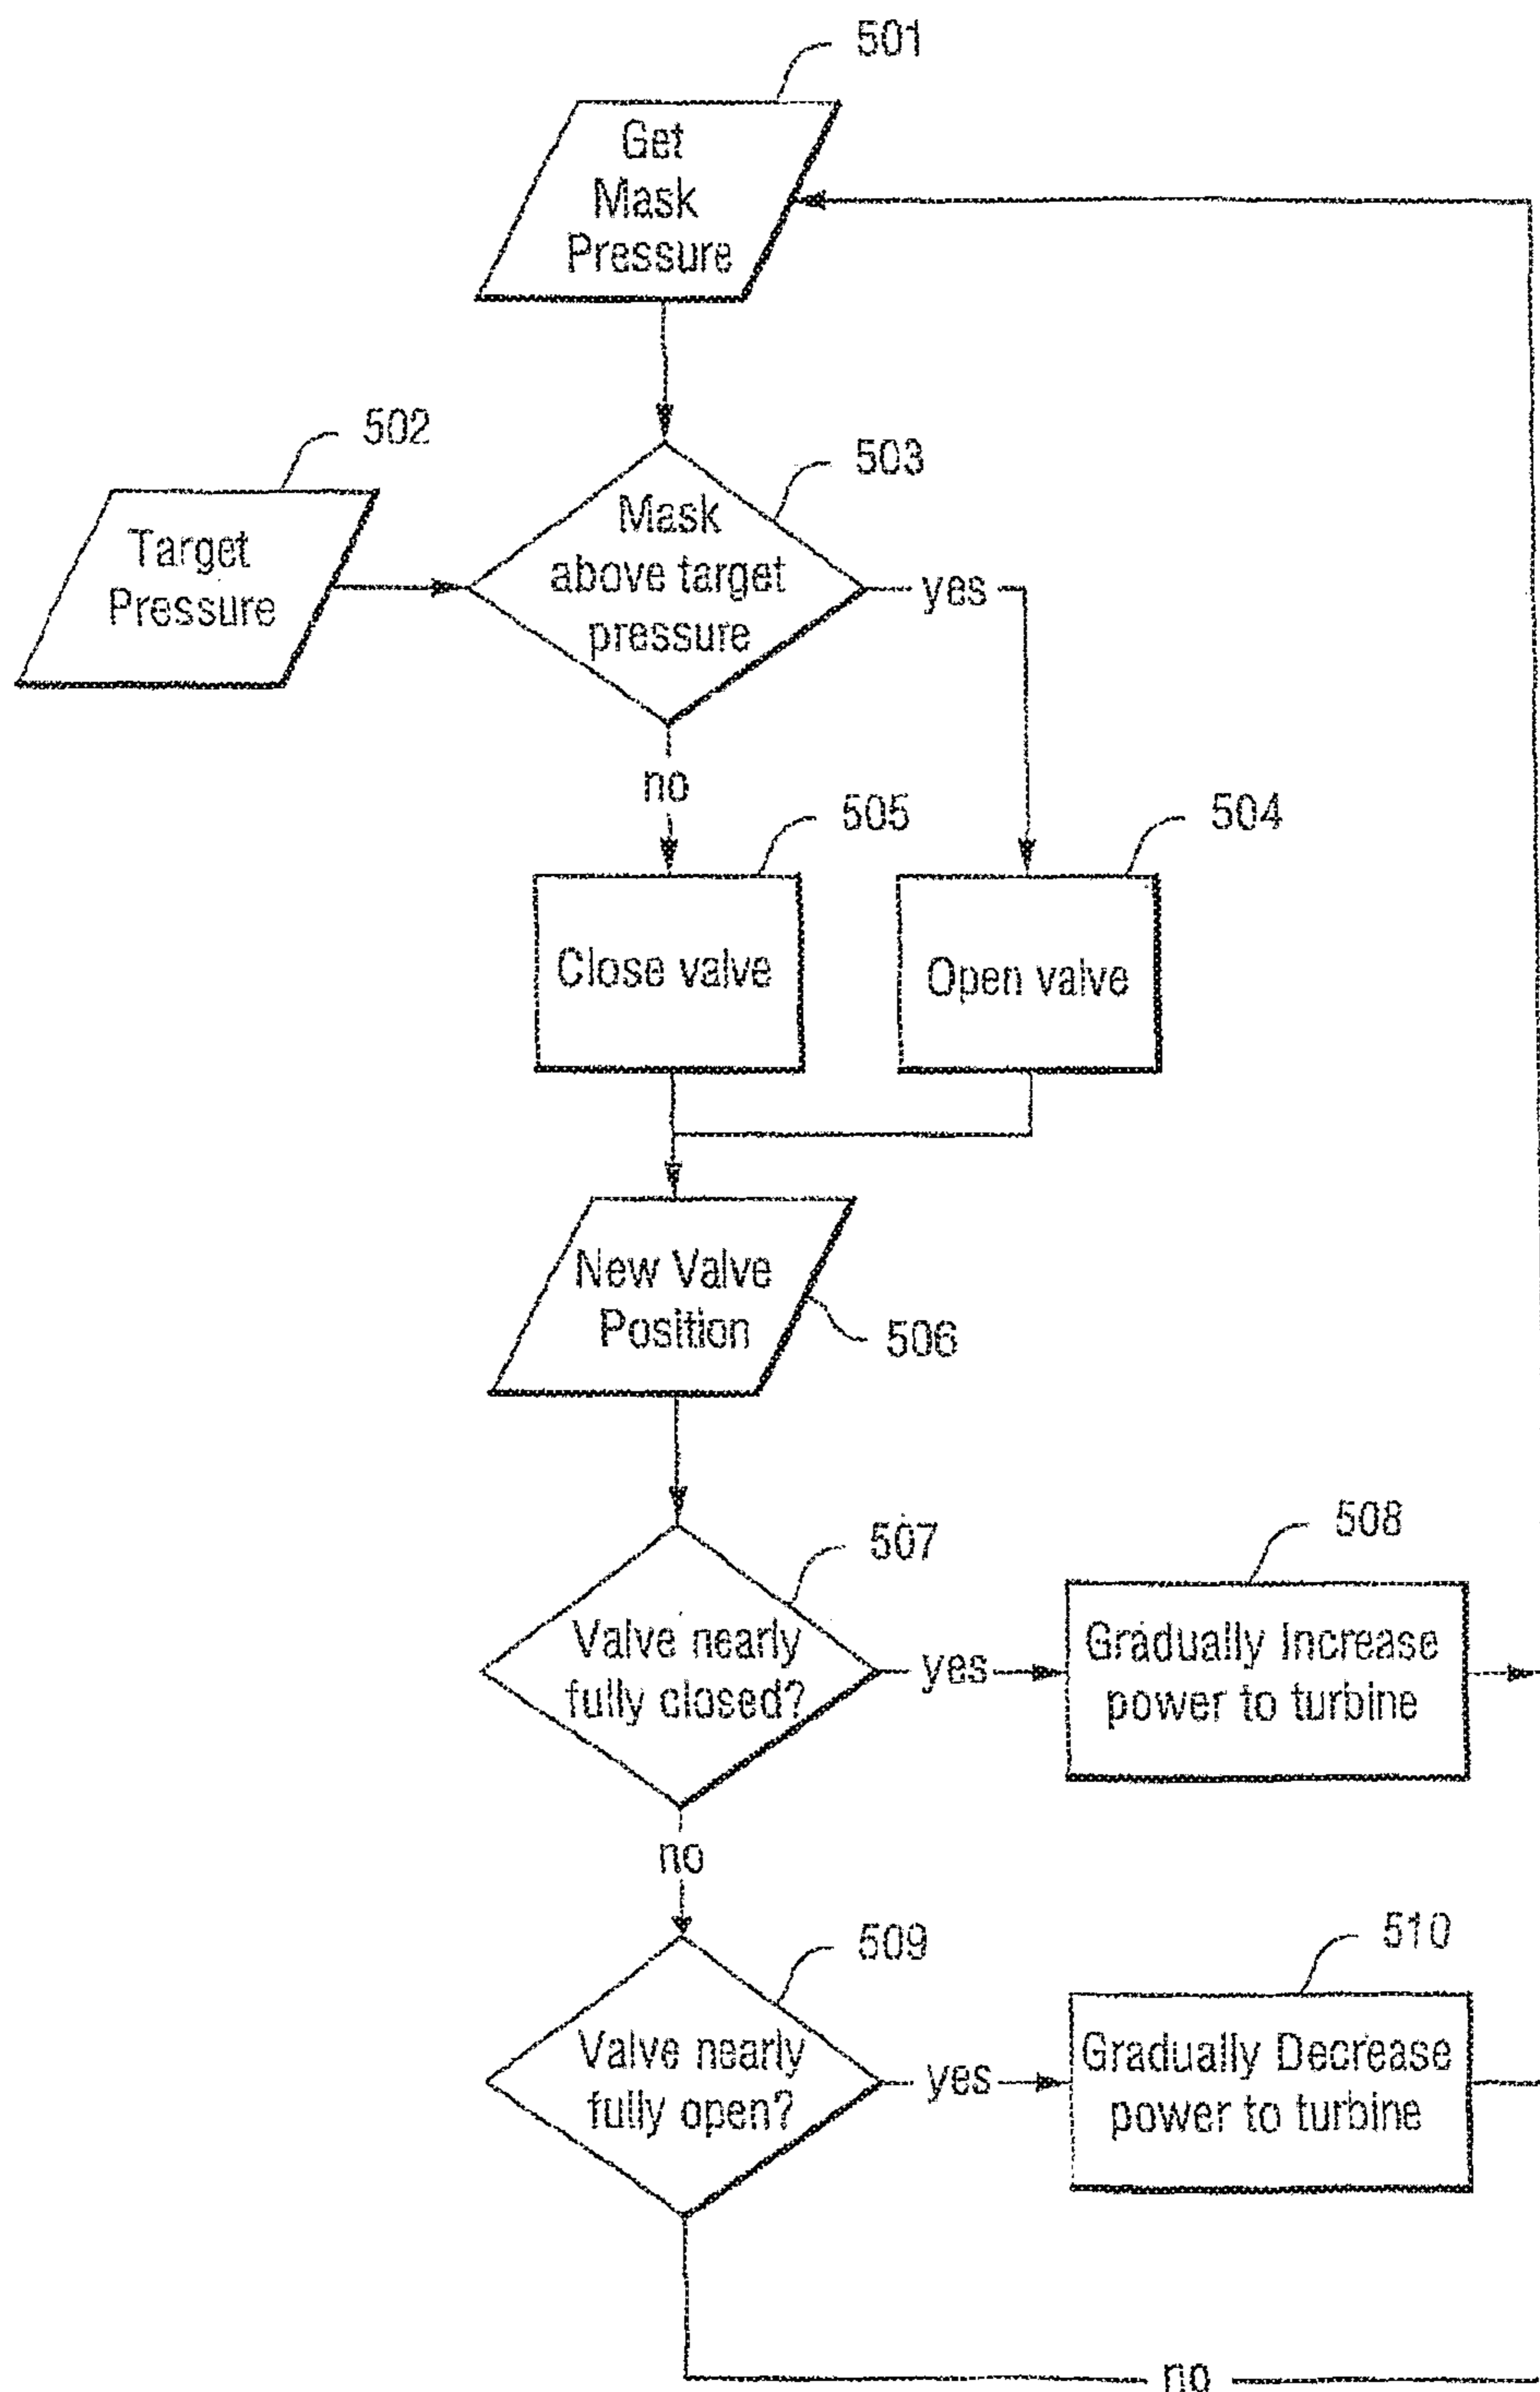 501
Get
Mask
Pressure
502
Target
Pressure
503
Mask
above target
pressure
yes
no
505
Close valve
504
Open valve
New Valve
Position
506
507
Valve nearly
fully closed?
yes
508
Gradually Increase
power to turbine
no
509
Valve nearly
fully open?
yes
510
Gradually Decrease
power to turbine
no